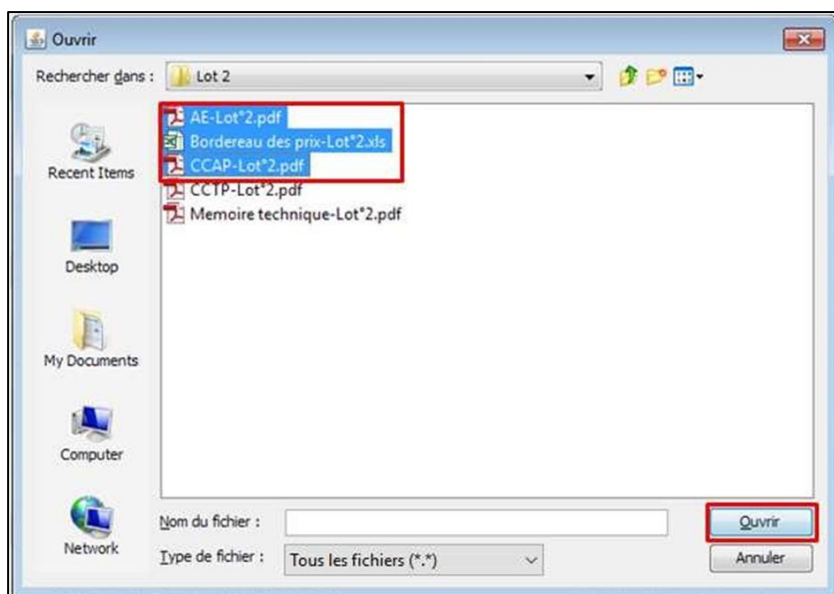 Ouvrir
Rechercher dans : Lot 2
AE-Lot°2.pdf
Bordereau des prix-Lot°2.xls
CCAP-Lot°2.pdf
CCTP-Lot°2.pdf
Memoire technique-Lot°2.pdf
Recent Items
Desktop
My Documents
Computer
Network
Nom du fichier :
Ouvrir
Type de fichier : Tous les fichiers (*.*)
Annuler